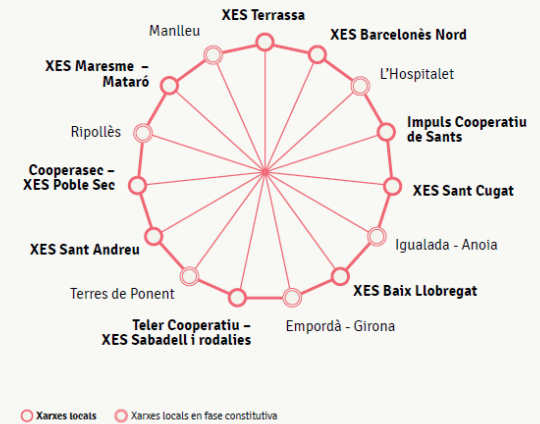 XES Terrassa
Manlleu
XES Barcelonès Nord
XES Maresme –
Mataró
L'Hospitalet
Ripollès
Impuls Cooperatiu
de Sants
Cooperasec –
XES Poble Sec
XES Sant Cugat
XES Sant Andreu
Igualada - Anoia
Terres de Ponent
XES Baix Llobregat
Teler Cooperatiu –
XES Sabadell i rodalies
Empordà - Girona
Xarxes locals
Xarxes locals en fase constitutiva